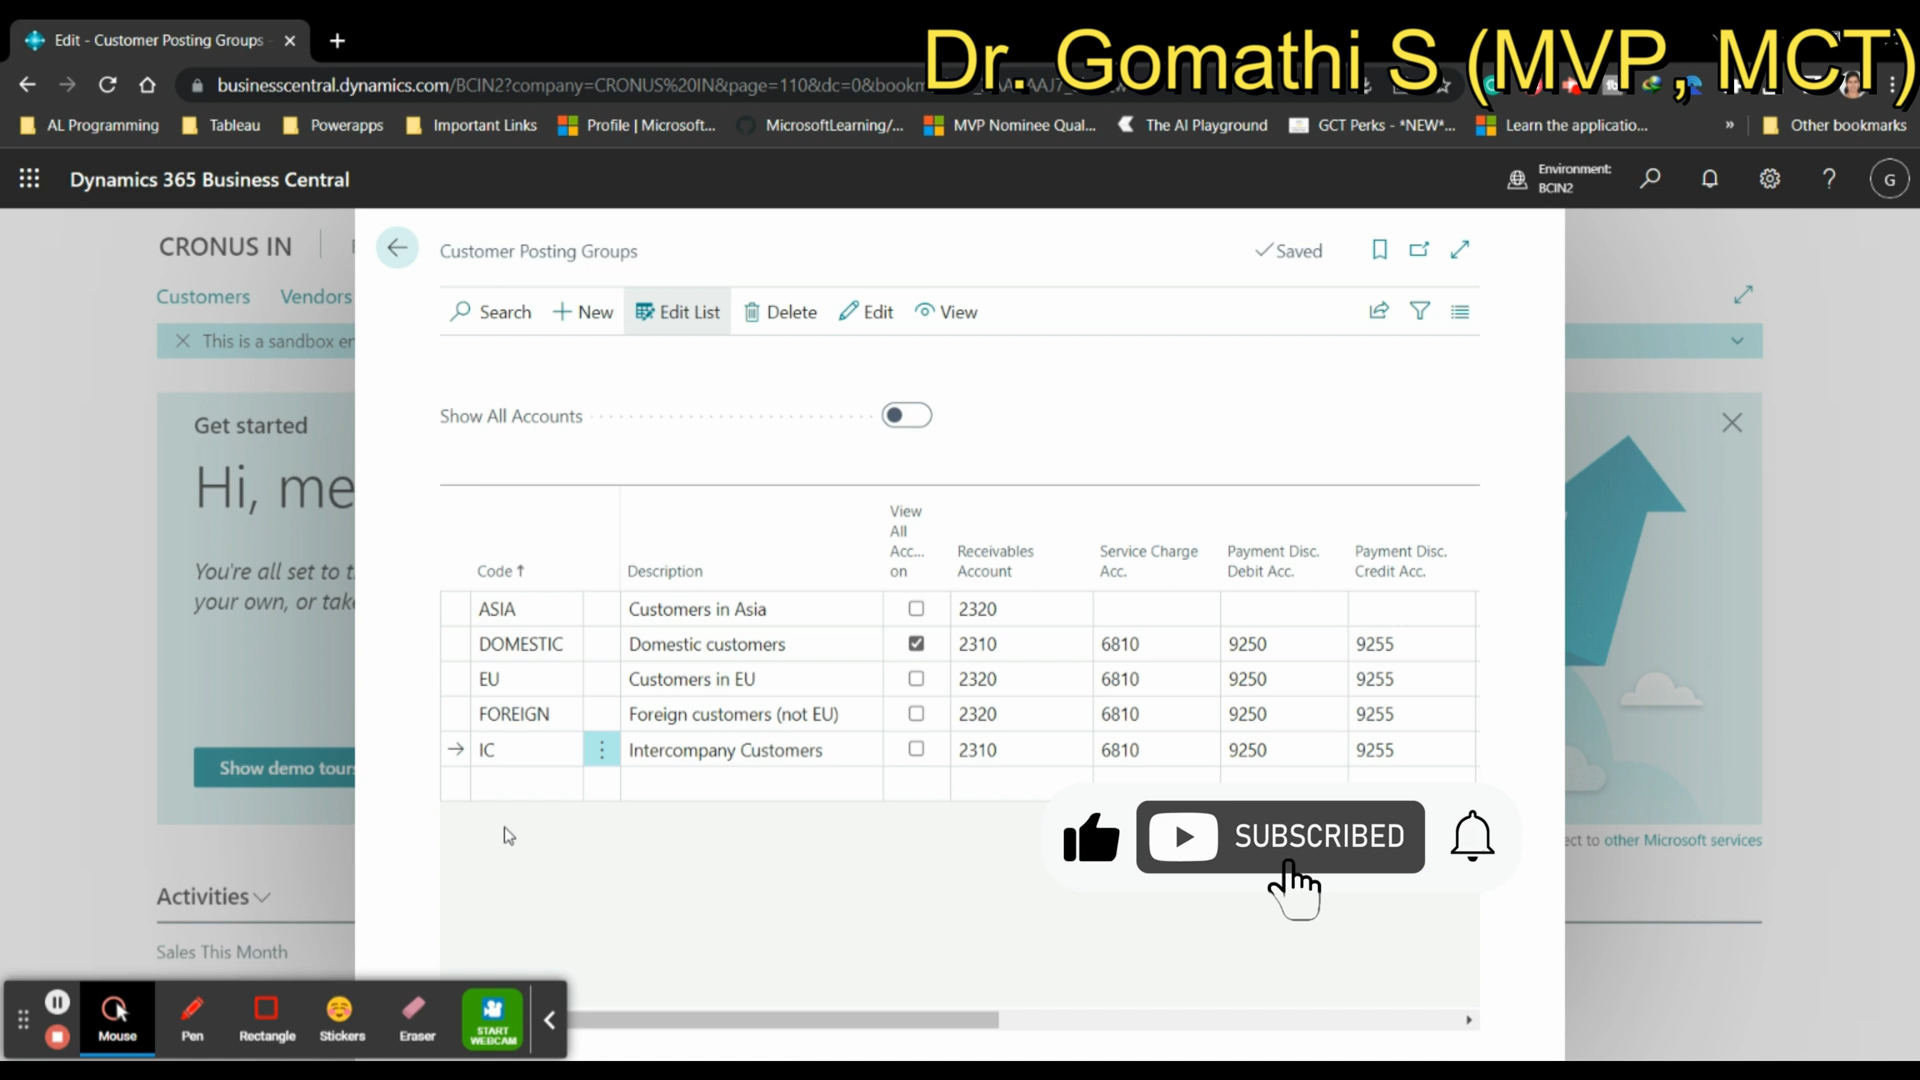 Dr. Gomathi S (MVP, MCT)
Edit - Customer Posting Groups
businesscentral.dynamics.com/BCIN2?company=CRONUS%20IN&page=110&dc=0&bookm
AL Programming Tableau Powerapps Important Links Profile | Microsoft... MicrosoftLearning/... MVP Nominee Qual... The AI Playground GCT Perks - *NEW*... Learn the applicatio... » Other bookmarks
Dynamics 365 Business Central
Environment:
BCIN2
G
CRONUS IN
Customer Posting Groups
Saved
Customers Vendors
Search New Edit List Delete Edit View
This is a sandbox en
Show All Accounts
Get started
Hi, me
You're all set to t
your own, or take
Show demo tours
Code↑ Description View All Acc... on Receivables Account Service Charge Acc. Payment Disc. Debit Acc. Payment Disc. Credit Acc.
ASIA Customers in Asia 2320
DOMESTIC Domestic customers 2310 6810 9250 9255
EU Customers in EU 2320 6810 9250 9255
FOREIGN Foreign customers (not EU) 2320 6810 9250 9255
IC Intercompany Customers 2310 6810 9250 9255
SUBSCRIBED
ect to other Microsoft services
Activities
Sales This Month
Mouse Pen Rectangle Stickers Eraser START WEBCAM